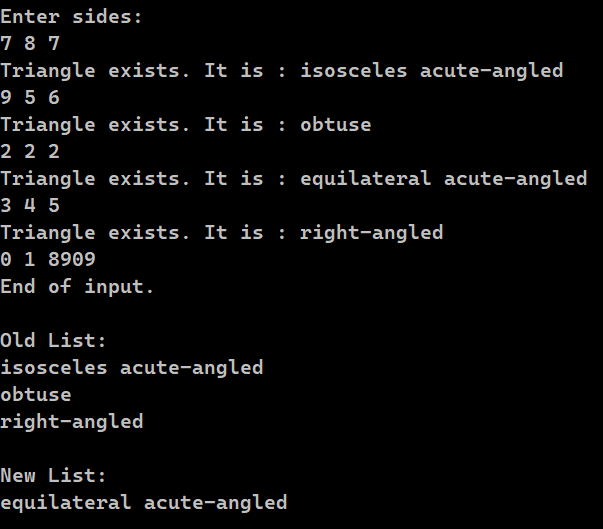 Enter sides:
7 8 7
Triangle exists. It is : isosceles acute-angled
9 5 6
Triangle exists. It is : obtuse
2 2 2
Triangle exists. It is : equilateral acute-angled
3 4 5
Triangle exists. It is : right-angled
0 1 8909
End of input.
Old List:
isosceles acute-angled
obtuse
right-angled
New List:
equilateral acute-angled